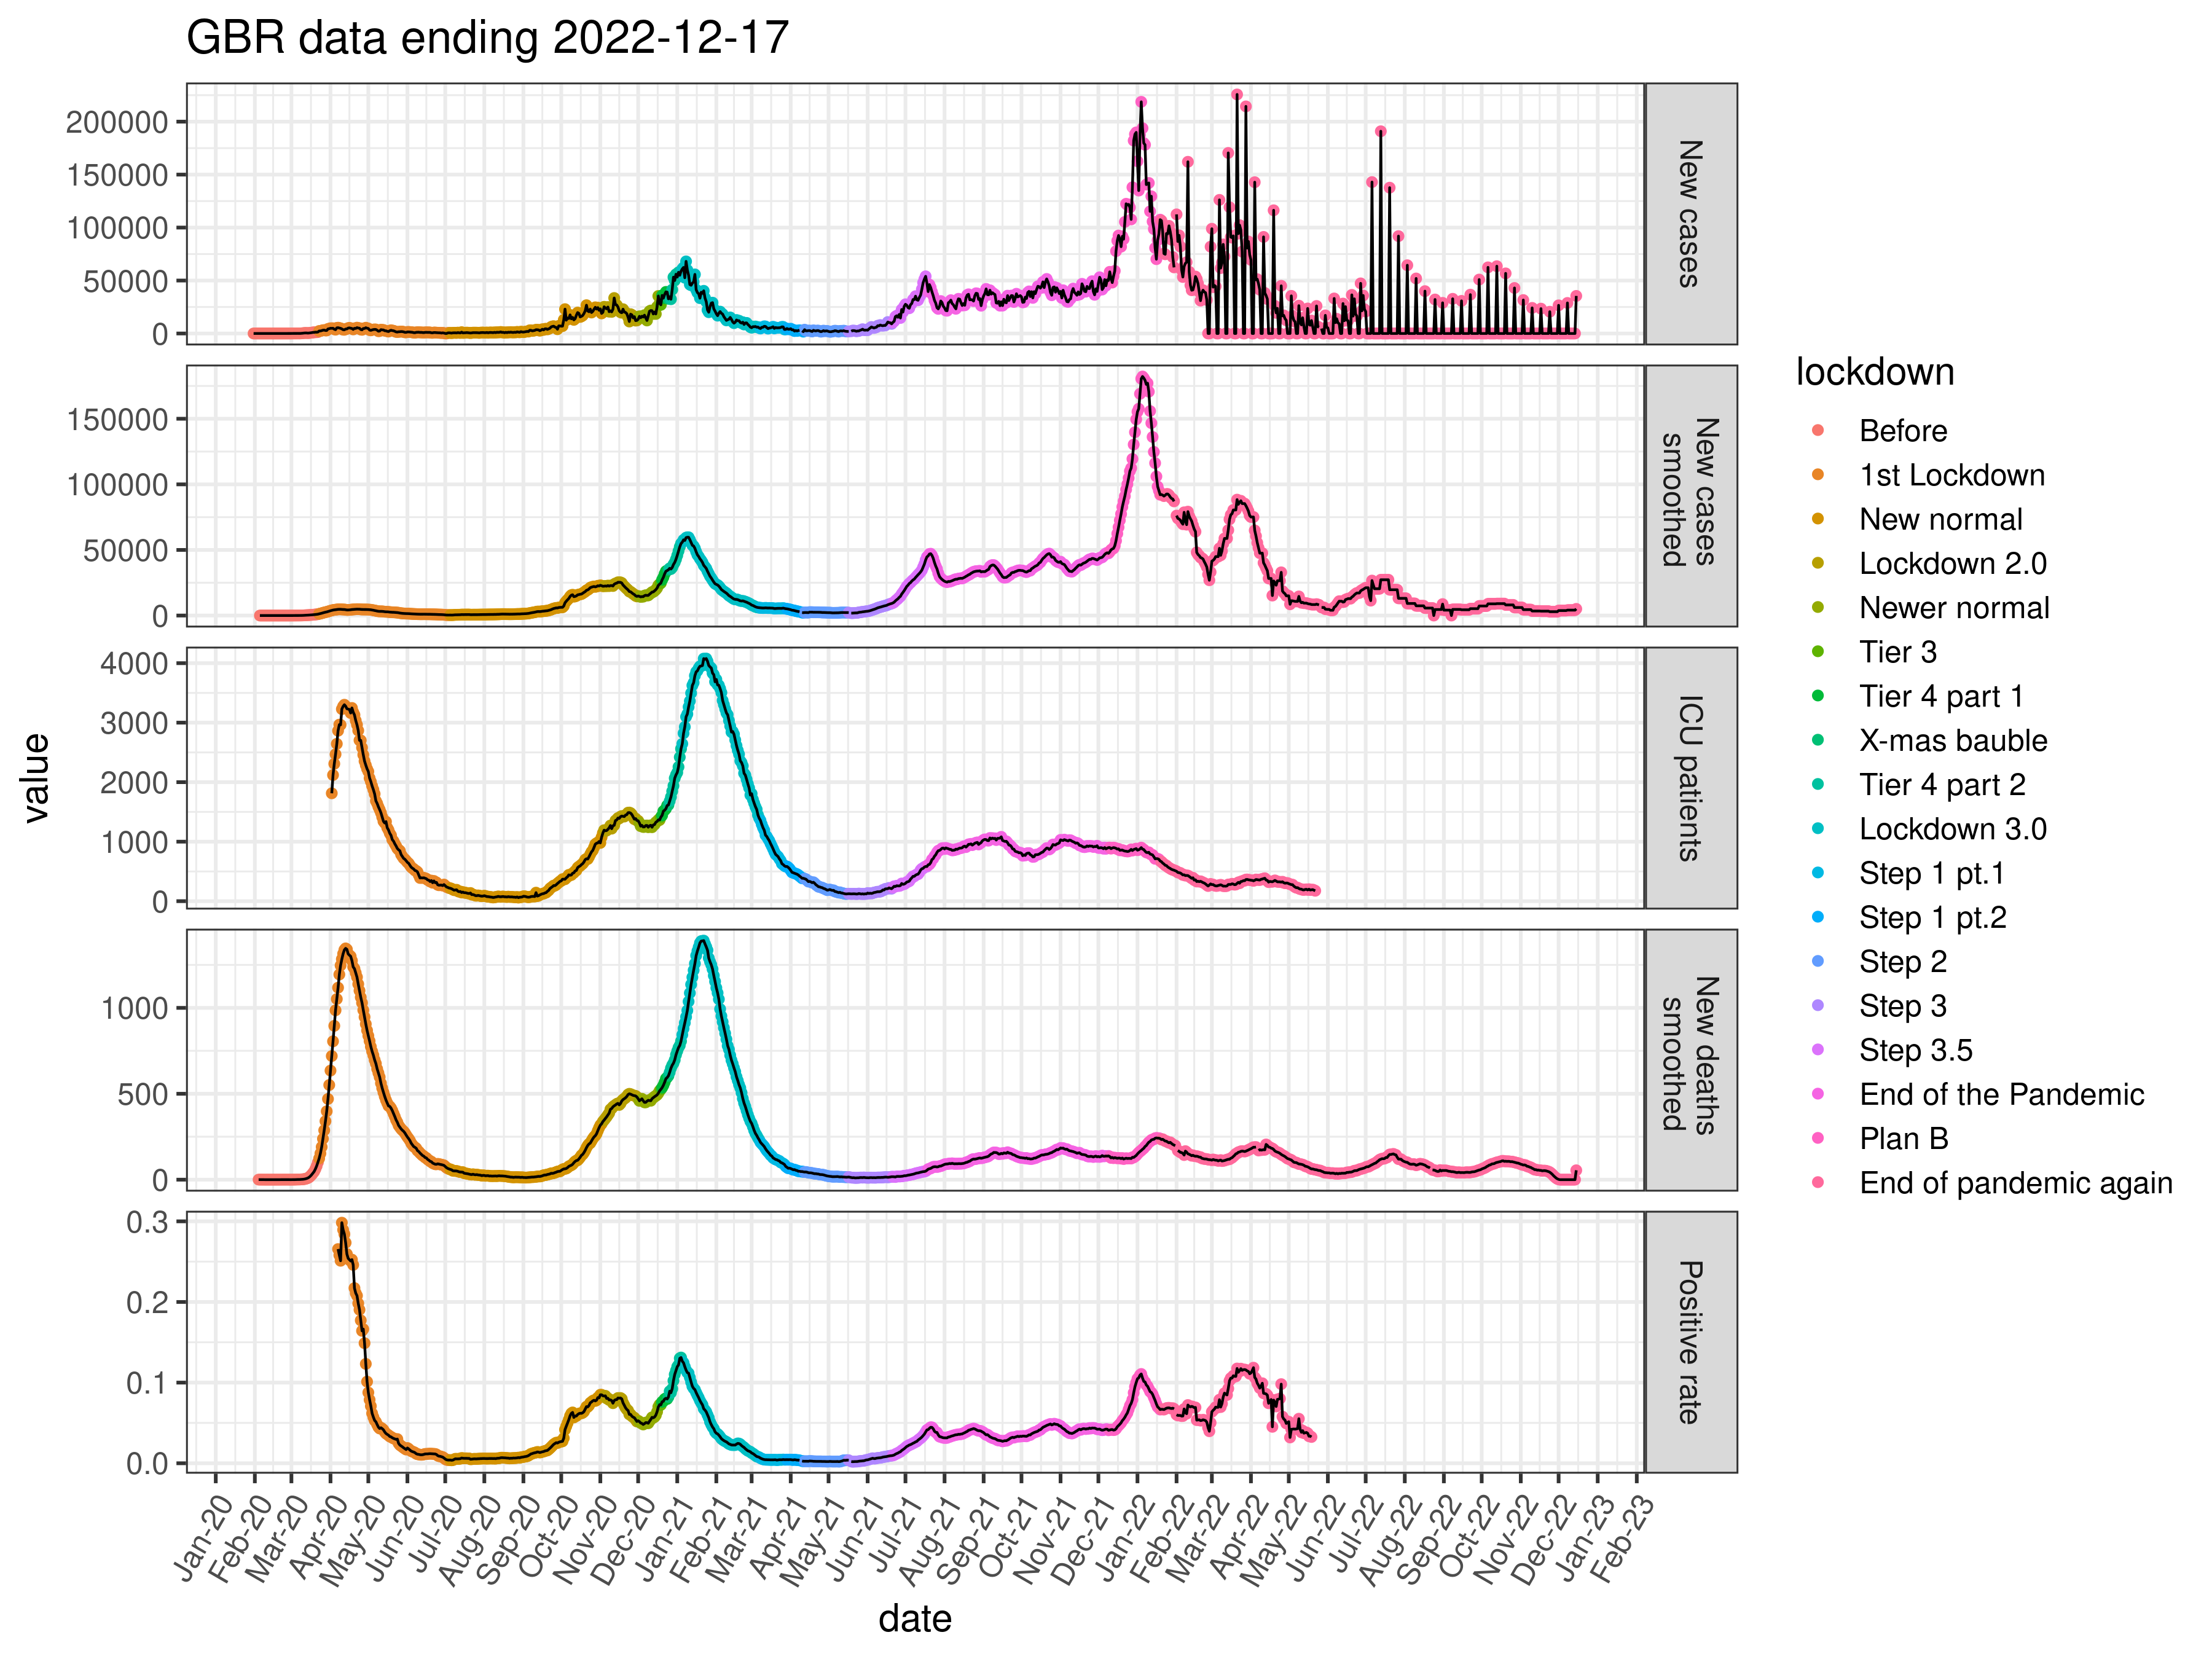 GBR data ending 2022-12-17
value
200000
150000
100000
50000
0
New cases
150000
100000
50000
0
New cases
smoothed
4000
3000
2000
1000
0
ICU patients
1000
500
0
New deaths
smoothed
0.3
0.2
0.1
0.0
Positive rate
Jan-20
Feb-20
Mar-20
Apr-20
May-20
Jun-20
Jul-20
Aug-20
Sep-20
Oct-20
Nov-20
Dec-20
Jan-21
Feb-21
Mar-21
Apr-21
May-21
Jun-21
Jul-21
Aug-21
Sep-21
Oct-21
Nov-21
Dec-21
Jan-22
Feb-22
Mar-22
Apr-22
May-22
Jun-22
Jul-22
Aug-22
Sep-22
Oct-22
Nov-22
Dec-22
Jan-23
Feb-23
date
lockdown
Before
1st Lockdown
New normal
Lockdown 2.0
Newer normal
Tier 3
Tier 4 part 1
X-mas bauble
Tier 4 part 2
Lockdown 3.0
Step 1 pt.1
Step 1 pt.2
Step 2
Step 3
Step 3.5
End of the Pandemic
Plan B
End of pandemic again